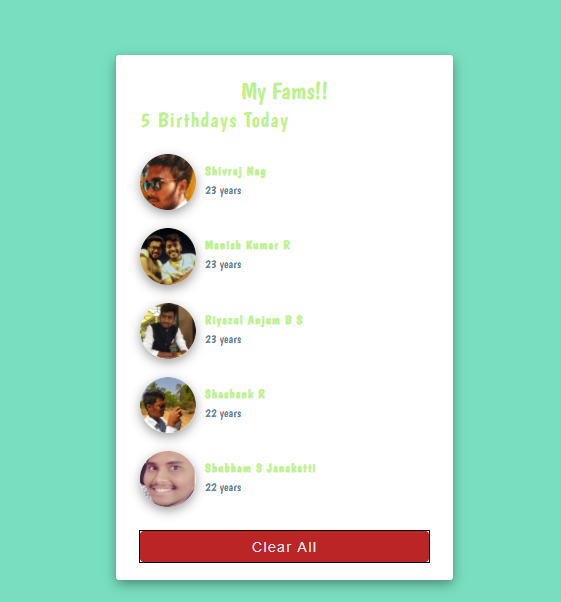 My Fams!!
5 Birthdays Today
Shivraj Nag
23 years
Manish Kumar R
23 years
Riyazul Anjum B S
23 years
Shashank R
22 years
Shubham S Janakatti
22 years
Clear All